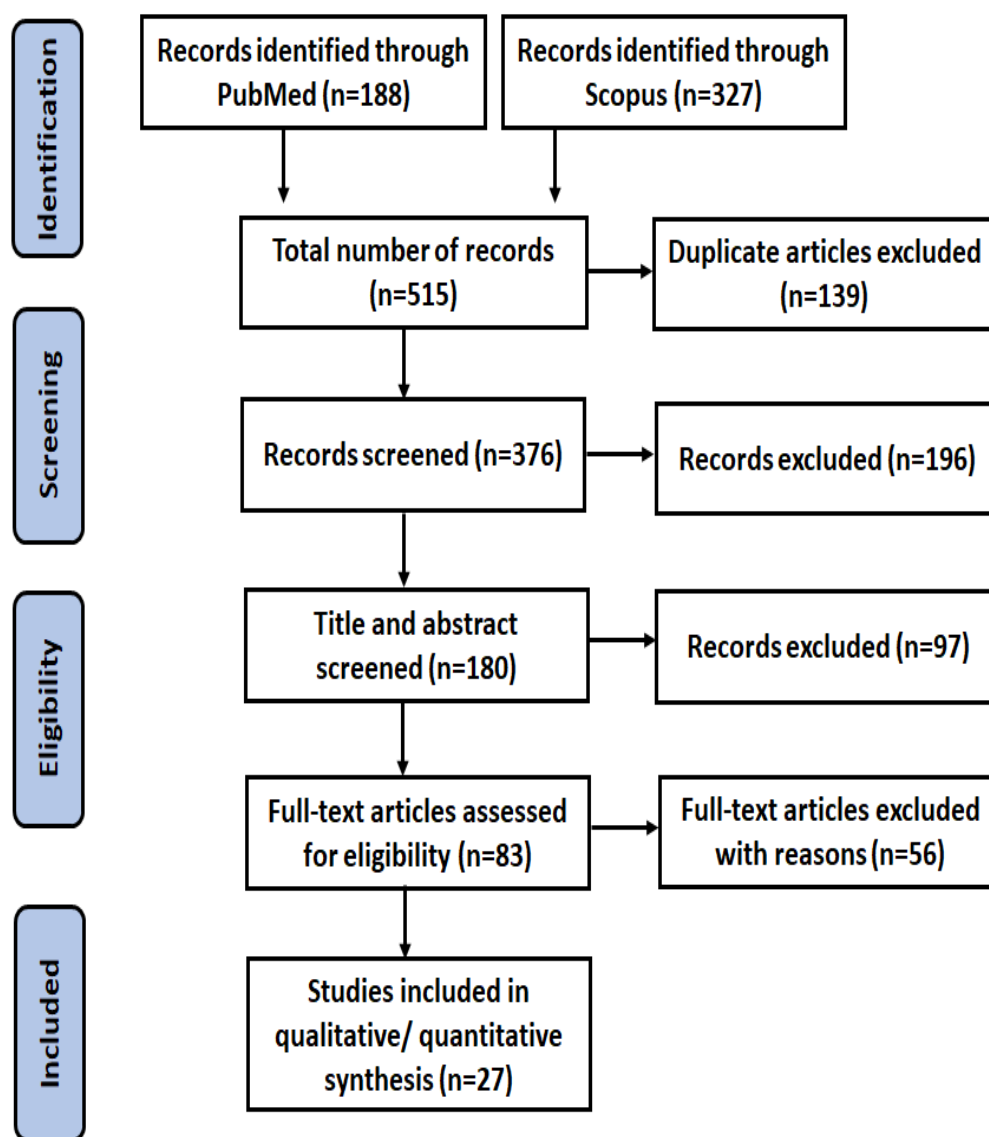 Identification
Records identified through
PubMed (n=188)
Records identified through
Scopus (n=327)
Total number of records
(n=515)
Duplicate articles excluded
(n=139)
Screening
Records screened (n=376)
Records excluded (n=196)
Eligibility
Title and abstract
screened (n=180)
Records excluded (n=97)
Full-text articles assessed
for eligibility (n=83)
Full-text articles excluded
with reasons (n=56)
Included
Studies included in
qualitative/ quantitative
synthesis (n=27)